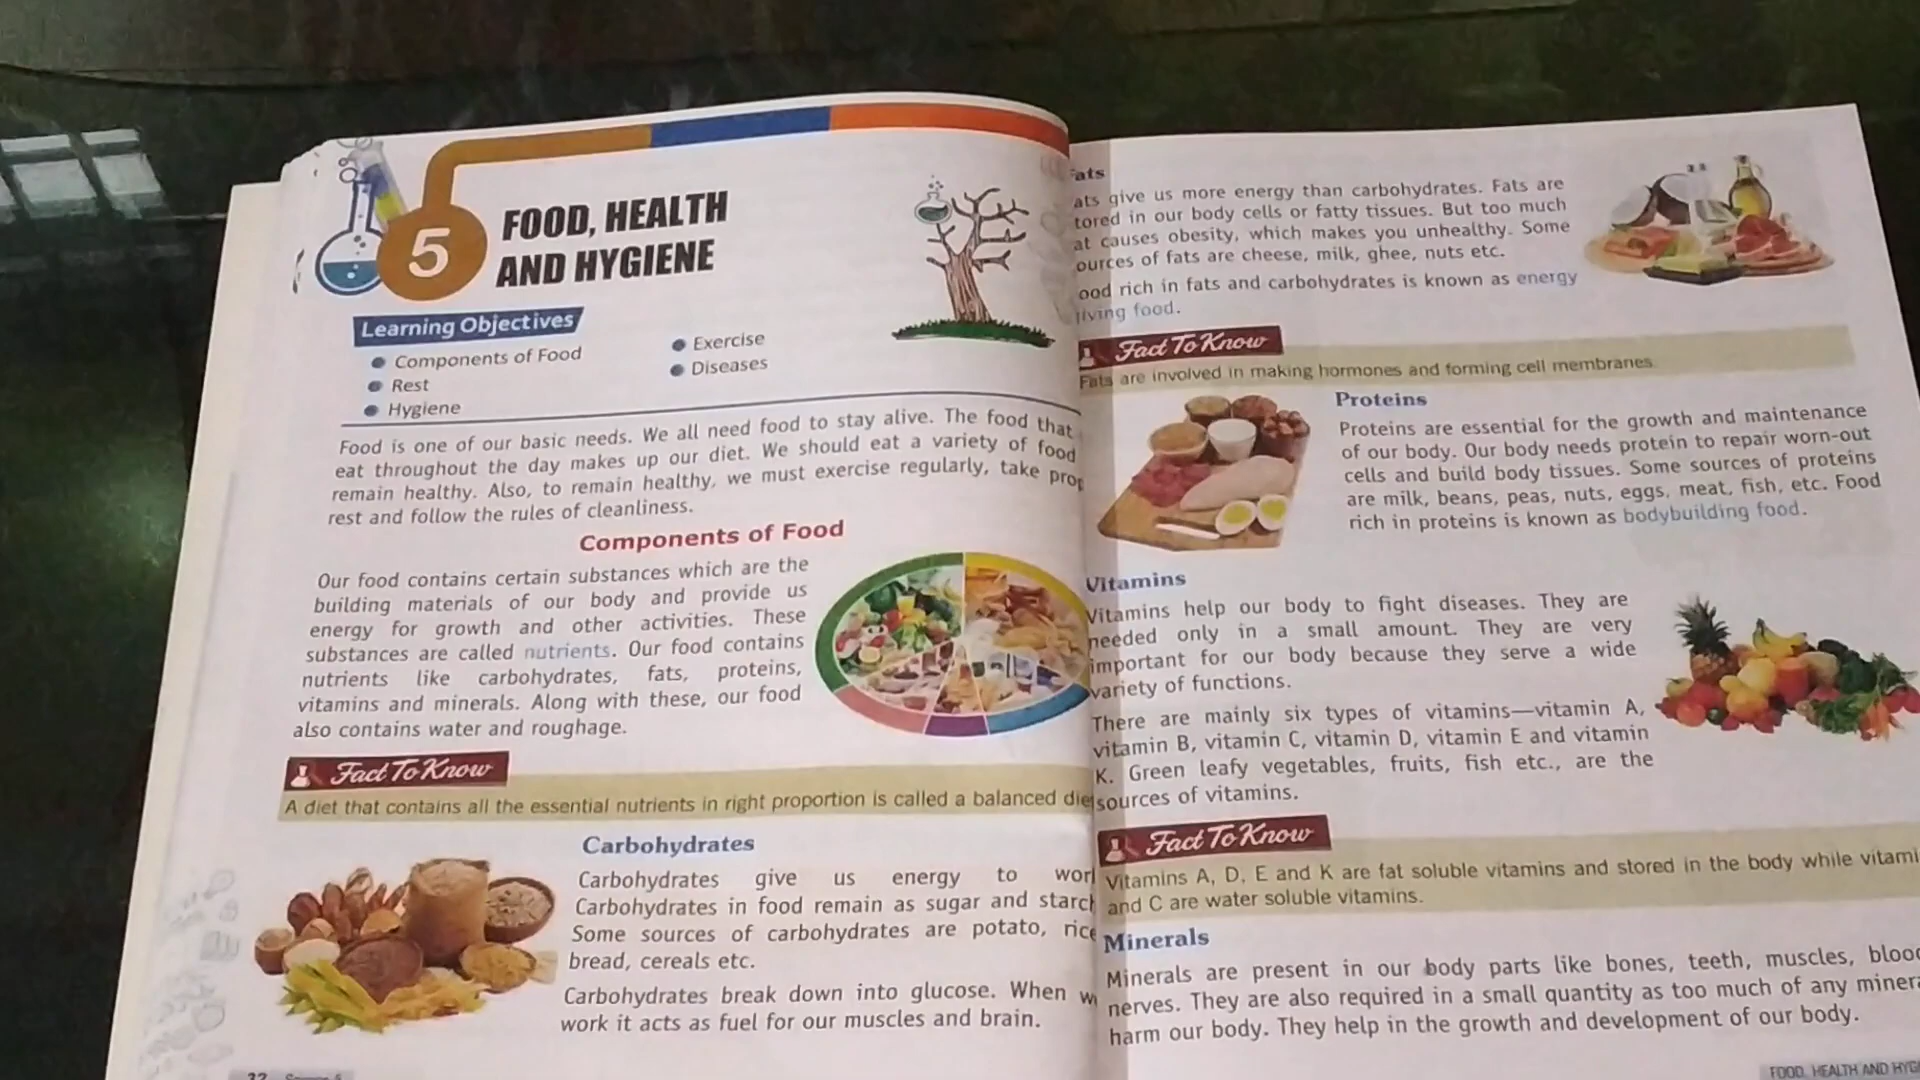 5
FOOD, HEALTH
AND HYGIENE
Learning Objectives
Components of Food
Rest
Hygiene
Exercise
Diseases
Food is one of our basic needs. We all need food to stay alive. The food that
eat throughout the day makes up our diet. We should eat a variety of food
remain healthy. Also, to remain healthy, we must exercise regularly, take prop
rest and follow the rules of cleanliness.
Components of Food
Our food contains certain substances which are the
building materials of our body and provide us
energy for growth and other activities. These
substances are called nutrients. Our food contains
nutrients like carbohydrates, fats, proteins,
vitamins and minerals. Along with these, our food
also contains water and roughage.
Fact To Know
A diet that contains all the essential nutrients in right proportion is called a balanced die
Carbohydrates
Carbohydrates give us energy to wor
Carbohydrates in food remain as sugar and starch
Some sources of carbohydrates are potato, rice
bread, cereals etc.
Carbohydrates break down into glucose. When w
work it acts as fuel for our muscles and brain.
ats
ats give us more energy than carbohydrates. Fats are
tored in our body cells or fatty tissues. But too much
at causes obesity, which makes you unhealthy. Some
ources of fats are cheese, milk, ghee, nuts etc.
ood rich in fats and carbohydrates is known as energy
iving food.
Fact To Know
Fats are involved in making hormones and forming cell membranes.
Proteins
Proteins are essential for the growth and maintenance
of our body. Our body needs protein to repair worn-out
cells and build body tissues. Some sources of proteins
are milk, beans, peas, nuts, eggs, meat, fish, etc. Food
rich in proteins is known as bodybuilding food.
Vitamins
Vitamins help our body to fight diseases. They are
needed only in a small amount. They are very
important for our body because they serve a wide
variety of functions.
There are mainly six types of vitamins—vitamin A,
vitamin B, vitamin C, vitamin D, vitamin E and vitamin
K. Green leafy vegetables, fruits, fish etc., are the
sources of vitamins.
Fact To Know
Vitamins A, D, E and K are fat soluble vitamins and stored in the body while vitami
and C are water soluble vitamins.
Minerals
Minerals are present in our body parts like bones, teeth, muscles, blood
nerves. They are also required in a small quantity as too much of any minera
harm our body. They help in the growth and development of our body.
FOOD, HEALTH AND HYG